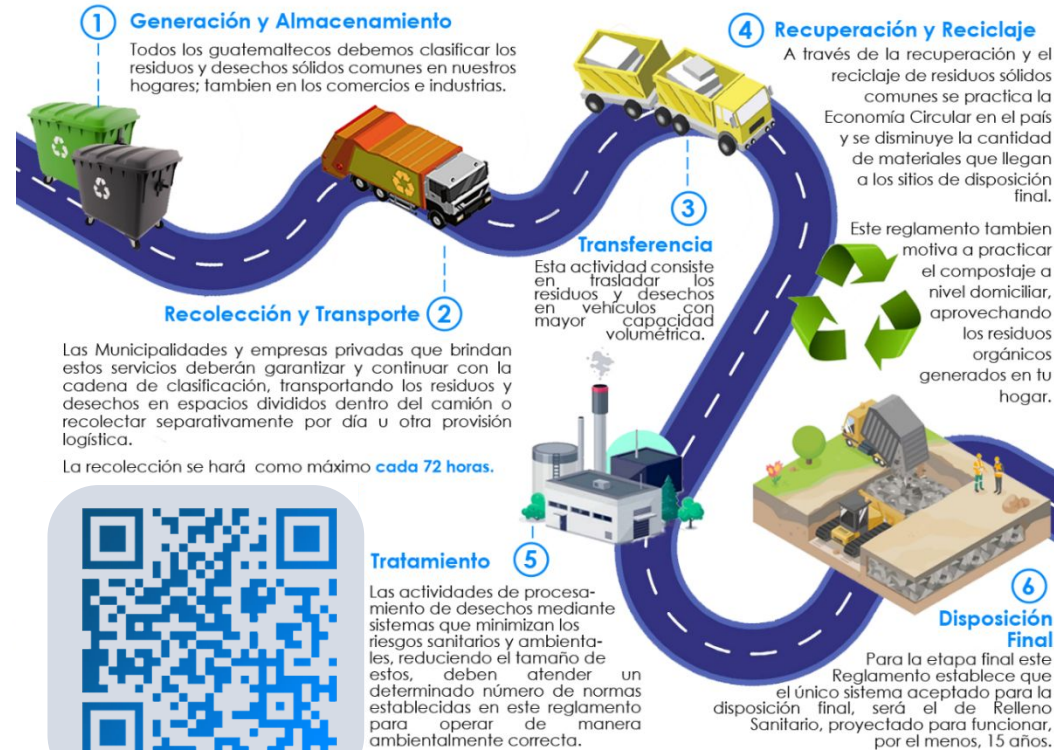 1 Generación y Almacenamiento
Todos los guatemaltecos debemos clasificar los
residuos y desechos sólidos comunes en nuestros
hogares; tambien en los comercios e industrias.
Recolección y Transporte 2
Las Municipalidades y empresas privadas que brindan
estos servicios deberán garantizar y continuar con la
cadena de clasificación, transportando los residuos y
desechos en espacios divididos dentro del camión o
recolectar separativamente por día u otra provisión
logística.
La recolección se hará como máximo cada 72 horas.
3
Transferencia
Esta actividad consiste
en trasladar los
residuos y desechos
en vehículos con
mayor capacidad
volumétrica.
4 Recuperación y Reciclaje
A través de la recuperación y el
reciclaje de residuos sólidos
comunes se practica la
Economía Circular en el país
y se disminuye la cantidad
de materiales que llegan
a los sitios de disposición
final.
Este reglamento tambien
motiva a practicar
el compostaje a
nivel domiciliar,
aprovechando
los residuos
orgánicos
generados en tu
hogar.
Tratamiento 5
Las actividades de procesa-
miento de desechos mediante
sistemas que minimizan los
riesgos sanitarios y ambienta-
les, reduciendo el tamaño de
estos, deben atender un
determinado número de normas
establecidas en este reglamento
para operar de manera
ambientalmente correcta.
6
Disposición
Final
Para la etapa final este
Reglamento establece que
el único sistema aceptado para la
disposición final, será el de Relleno
Sanitario, proyectado para funcionar,
por el menos, 15 años.